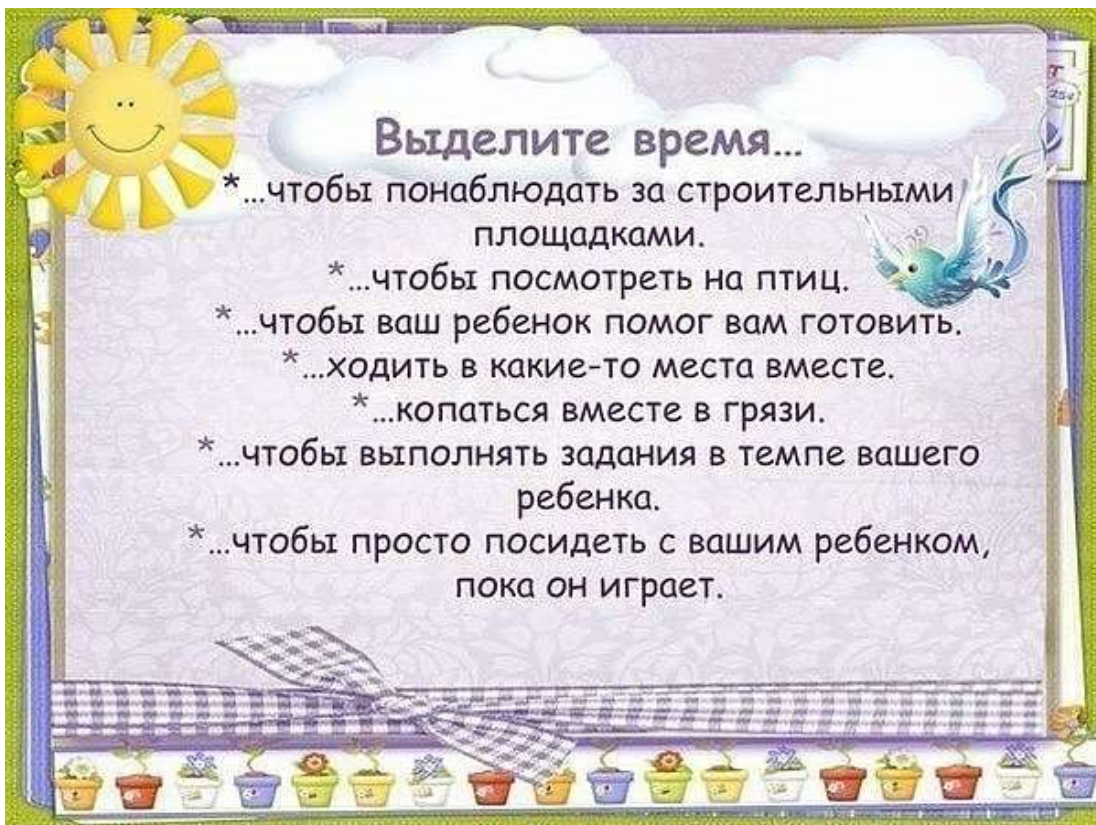 Выделите время...
*...чтобы понаблюдать за строительными
площадками.
*...чтобы посмотреть на птиц.
*...чтобы ваш ребенок помог вам готовить.
*...ходить в какие-то места вместе.
*...копаться вместе в грязи.
*...чтобы выполнять задания в темпе вашего
ребенка.
*...чтобы просто посидеть с вашим ребенком,
пока он играет.